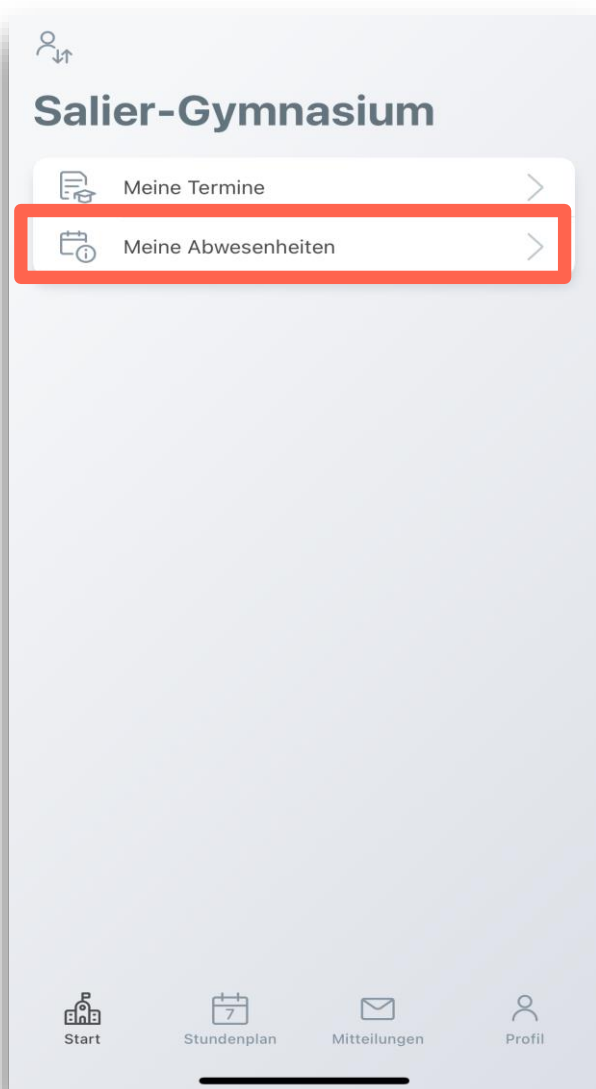 Salier-Gymnasium
Meine Termine
Meine Abwesenheiten
7
Start Stundenplan Mitteilungen Profil